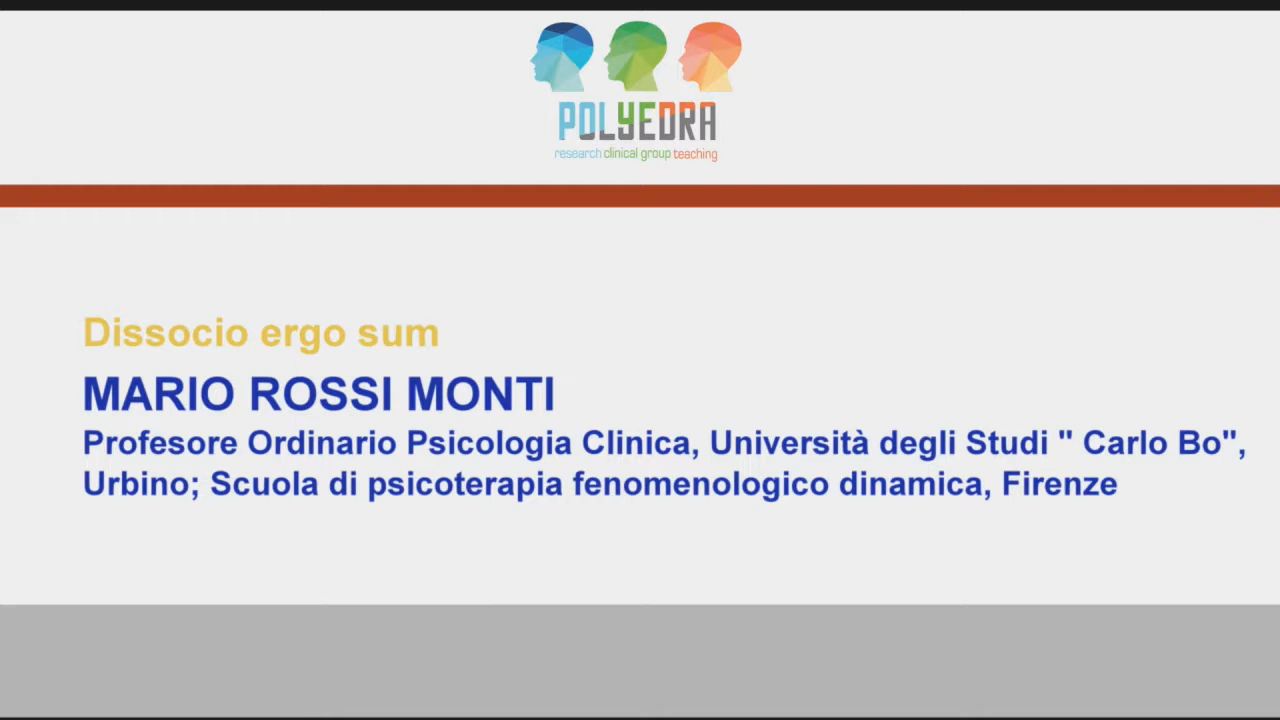 POLYEDRA
research clinical group teaching
Dissocio ergo sum
MARIO ROSSI MONTI
Profesore Ordinario Psicologia Clinica, Università degli Studi " Carlo Bo",
Urbino; Scuola di psicoterapia fenomenologico dinamica, Firenze